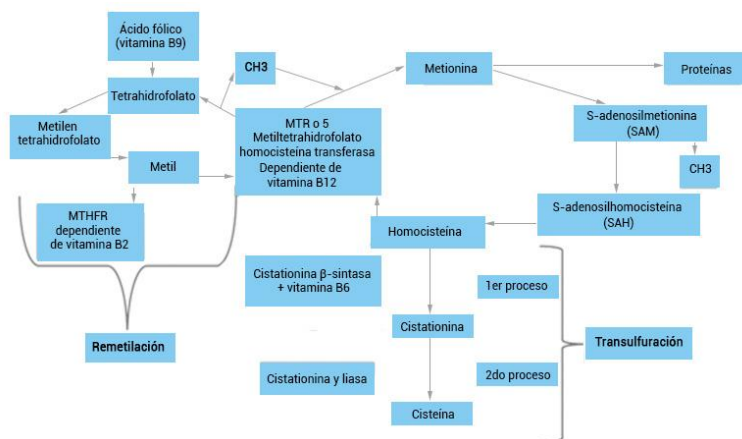 Ácido fólico
(vitamina B9)
CH3
Metionina
Proteínas
Tetrahidrofolato
Metilen
tetrahidrofolato
MTR o 5
Metiltetrahidrofolato
homocisteína transferasa
Dependiente de
vitamina B12
S-adenosilmetionina
(SAM)
Metil
CH3
MTHFR
dependiente
de vitamina B2
S-adenosilhomocisteína
(SAH)
Homocisteína
Cistationina β-sintasa
+ vitamina B6
1er proceso
Cistationina
Remetilación
Transulfuración
Cistationina y liasa
2do proceso
Cisteína